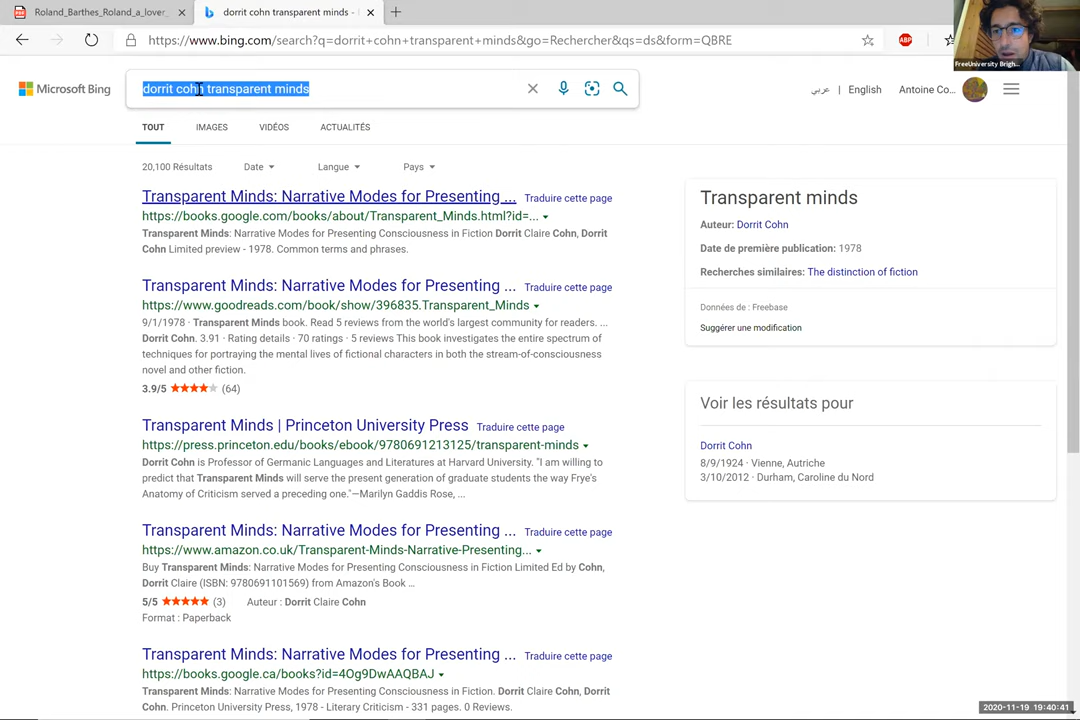 Roland_Barthes_Roland_a_lover_
dorrit cohn transparent minds -
https://www.bing.com/search?q=dorrit+cohn+transparent+minds&go=Rechercher&qs=ds&form=QBRE
ABP
FreeUniversity Brigh...
Microsoft Bing
dorrit cohn transparent minds
عربي | English
Antoine Co...
TOUT
IMAGES
VIDÉOS
ACTUALITÉS
20,100 Résultats
Date
Langue
Pays
Transparent Minds: Narrative Modes for Presenting ... Traduire cette page
https://books.google.com/books/about/Transparent_Minds.html?id=...
Transparent Minds: Narrative Modes for Presenting Consciousness in Fiction Dorrit Claire Cohn, Dorrit
Cohn Limited preview - 1978. Common terms and phrases.
Transparent Minds: Narrative Modes for Presenting ... Traduire cette page
https://www.goodreads.com/book/show/396835.Transparent_Minds
9/1/1978 · Transparent Minds book. Read 5 reviews from the world's largest community for readers. ...
Dorrit Cohn. 3.91 · Rating details · 70 ratings · 5 reviews This book investigates the entire spectrum of
techniques for portraying the mental lives of fictional characters in both the stream-of-consciousness
novel and other fiction.
3.9/5 (64)
Transparent Minds | Princeton University Press Traduire cette page
https://press.princeton.edu/books/ebook/9780691213125/transparent-minds
Dorrit Cohn is Professor of Germanic Languages and Literatures at Harvard University. "I am willing to
predict that Transparent Minds will serve the present generation of graduate students the way Frye's
Anatomy of Criticism served a preceding one."—Marilyn Gaddis Rose, ...
Transparent Minds: Narrative Modes for Presenting ... Traduire cette page
https://www.amazon.co.uk/Transparent-Minds-Narrative-Presenting...
Buy Transparent Minds: Narrative Modes for Presenting Consciousness in Fiction Limited Ed by Cohn,
Dorrit Claire (ISBN: 9780691101569) from Amazon's Book ...
5/5 (3) Auteur : Dorrit Claire Cohn
Format : Paperback
Transparent Minds: Narrative Modes for Presenting ... Traduire cette page
https://books.google.ca/books?id=4Og9DwAAQBAJ
Transparent Minds: Narrative Modes for Presenting Consciousness in Fiction. Dorrit Claire Cohn, Dorrit
Cohn. Princeton University Press, 1978 - Literary Criticism - 331 pages. 0 Reviews.
Transparent minds
Auteur: Dorrit Cohn
Date de première publication: 1978
Recherches similaires: The distinction of fiction
Données de : Freebase
Suggérer une modification
Voir les résultats pour
Dorrit Cohn
8/9/1924 · Vienne, Autriche
3/10/2012 · Durham, Caroline du Nord
2020-11-19 19:40:41